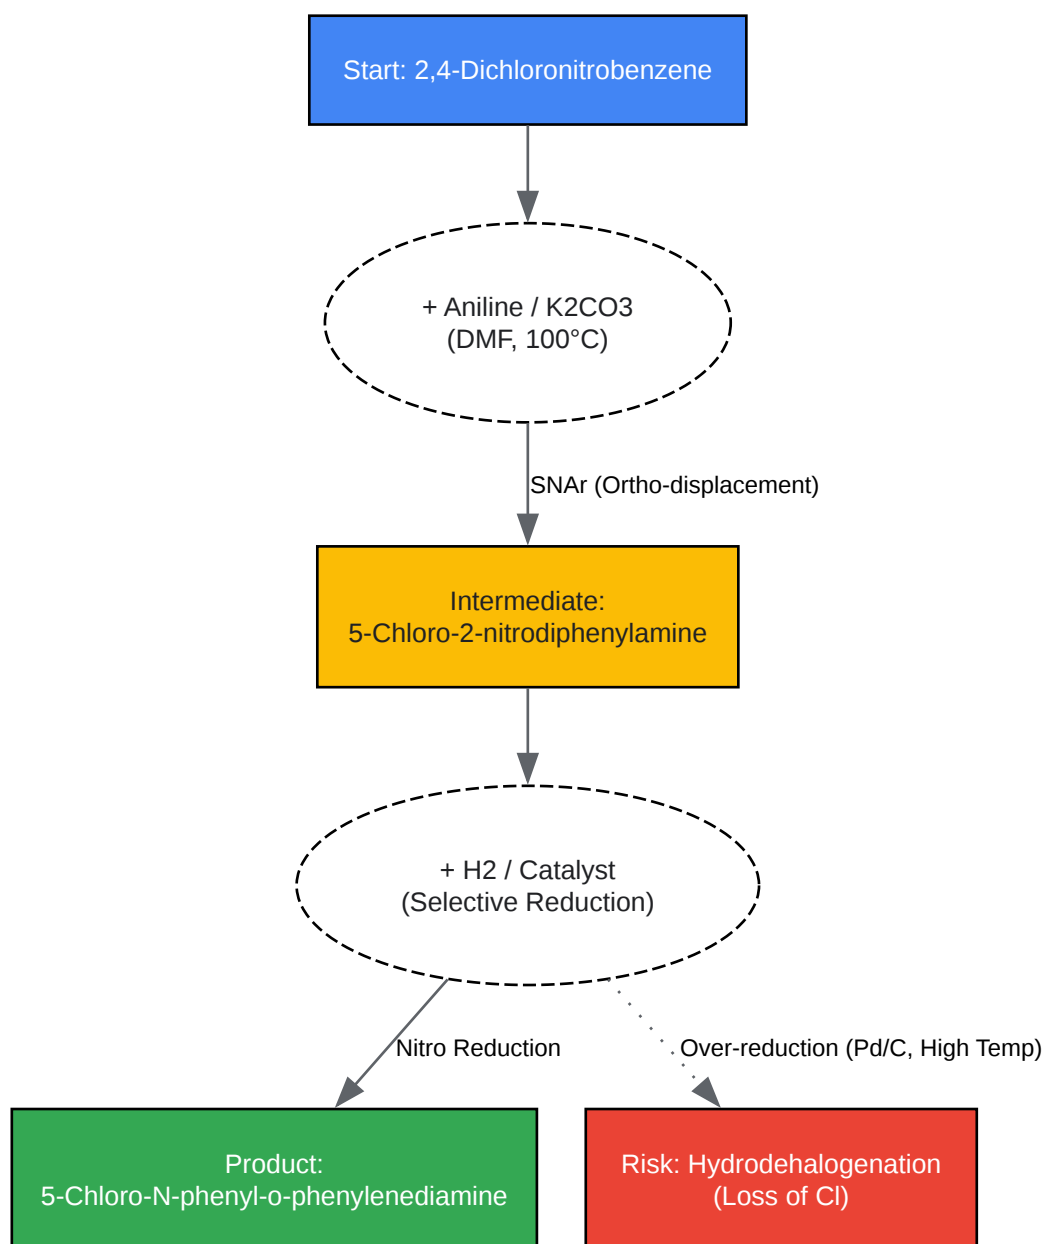 Start: 2,4-Dichloronitrobenzene
+ Aniline / K2CO3
(DMF, 100°C)
SNAr (Ortho-displacement)
Intermediate:
5-Chloro-2-nitrodiphenylamine
+ H2 / Catalyst
(Selective Reduction)
Nitro Reduction
Over-reduction (Pd/C, High Temp)
Product:
5-Chloro-N-phenyl-o-phenylenediamine
Risk: Hydrodehalogenation
(Loss of Cl)